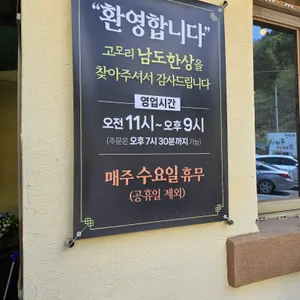 “환영합니다”
고모리 남도한상을
찾아주셔서 감사드립니다
영업시간
오전 11시~오후 9시
(주문은 오후 7시 30분까지 가능)
매주 수요일 휴무
(공휴일 제외)